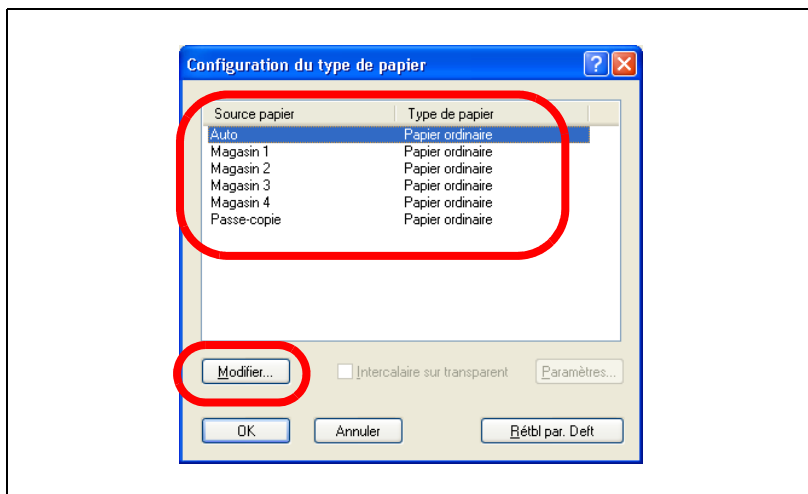 Configuration du type de papier
Source papier Type de papier
Auto Papier ordinaire
Magasin 1 Papier ordinaire
Magasin 2 Papier ordinaire
Magasin 3 Papier ordinaire
Magasin 4 Papier ordinaire
Passe-copie Papier ordinaire
Modifier... Intercalaire sur transparent Paramètres...
OK Annuler Rétbl par. Deft